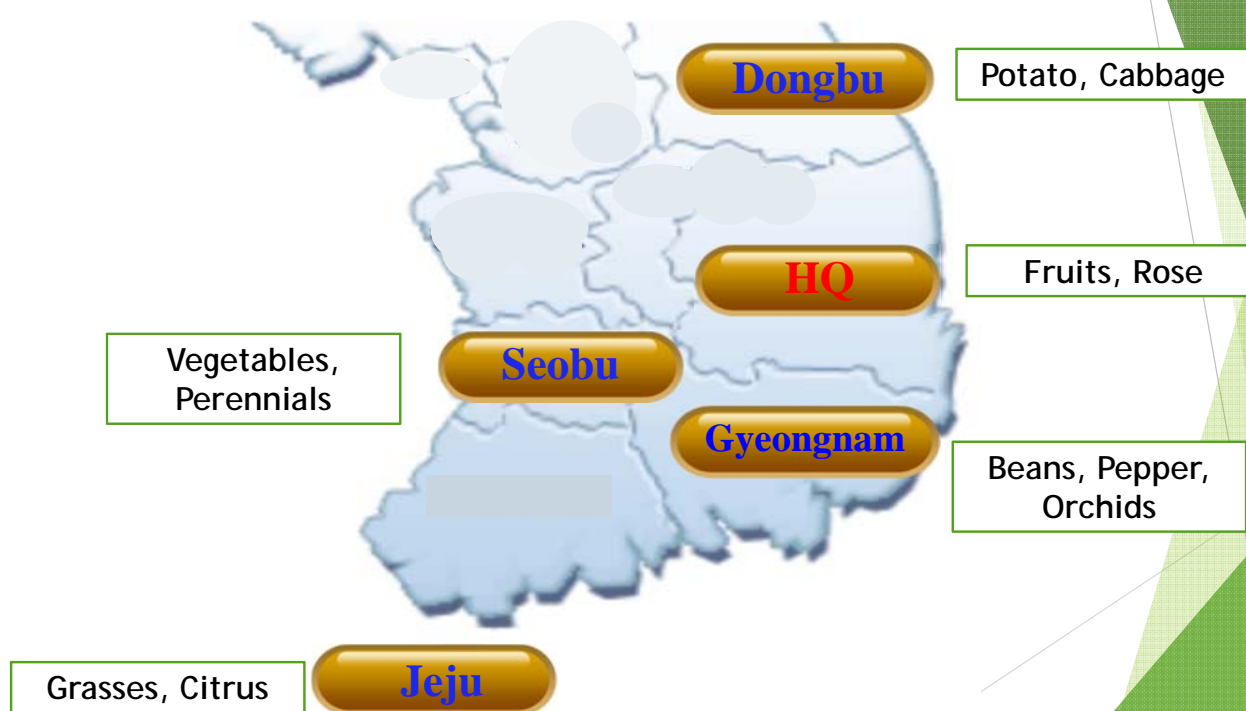 Dongbu
Potato, Cabbage
HQ
Fruits, Rose
Vegetables,
Perennials
Seobu
Gyeongnam
Beans, Pepper,
Orchids
Grasses, Citrus
Jeju